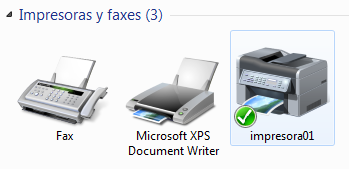 Impresoras y faxes (3)
Fax
Microsoft XPS
Document Writer
impresora01